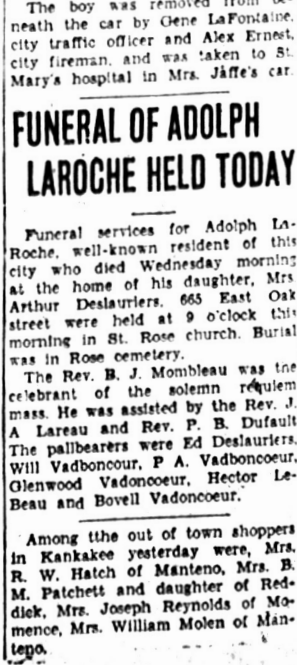 The boy was removed from be-
neath the car by Gene LaFontaine,
city traffic officer and Alex Ernest,
city fireman, and was taken to St.
Mary's hospital in Mrs. Jaffe's car.
FUNERAL OF ADOLPH
LAROCHE HELD TODAY
Funeral services for Adolph La-
Roche, well-known resident of this
city who died Wednesday morning
at the home of his daughter, Mrs.
Arthur Deslauriers, 665 East Oak
street were held at 9 o'clock this
morning in St. Rose church. Burial
was in Rose cemetery.
The Rev. B. J. Mombleau was the
celebrant of the solemn requiem
mass. He was assisted by the Rev. J.
A Lareau and Rev. P. B. Dufault
The pallbearers were Ed Deslauriers,
Will Vadboncour, P A. Vadboncoeur,
Glenwood Vadoncoeur, Hector Le-
Beau and Bovell Vadoncoeur.
Among tthe out of town shoppers
in Kankakee yesterday were, Mrs.
R. W. Hatch of Manteno, Mrs. B.
M. Patchett and daughter of Red-
dick, Mrs. Joseph Reynolds of Mo-
mence, Mrs. William Molen of Man-
teno.